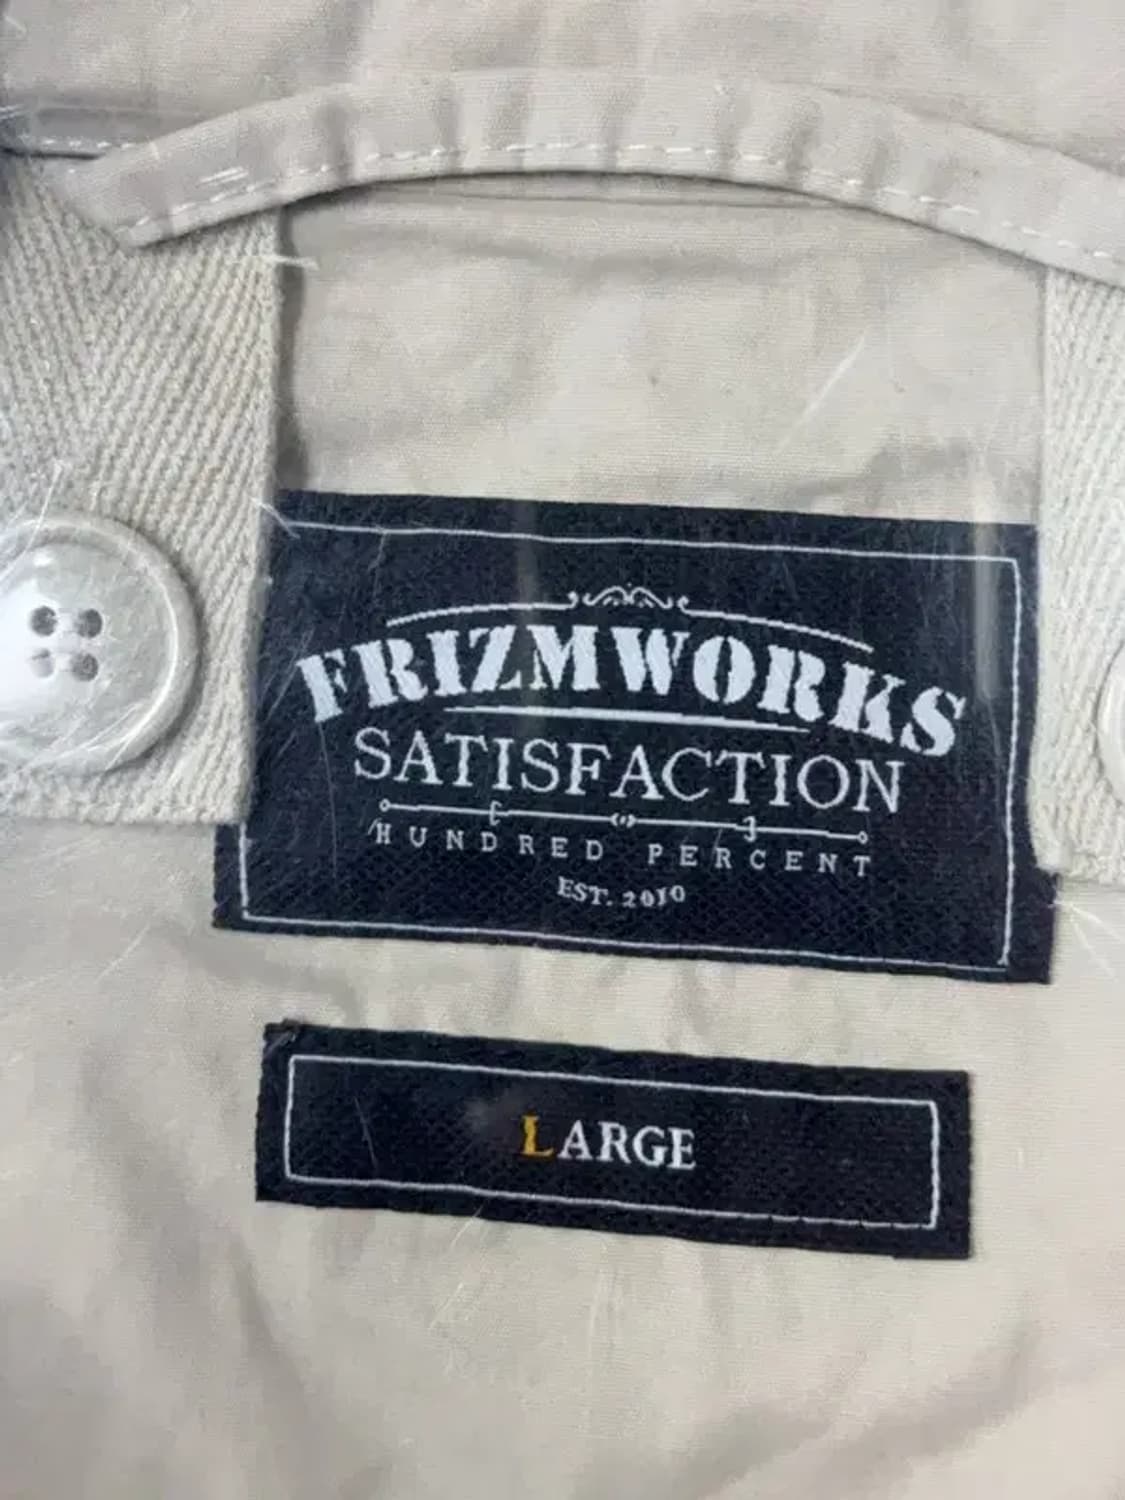 FRIZMWORKS
SATISFACTION
HUNDRED PERCENT
EST. 2010
LARGE